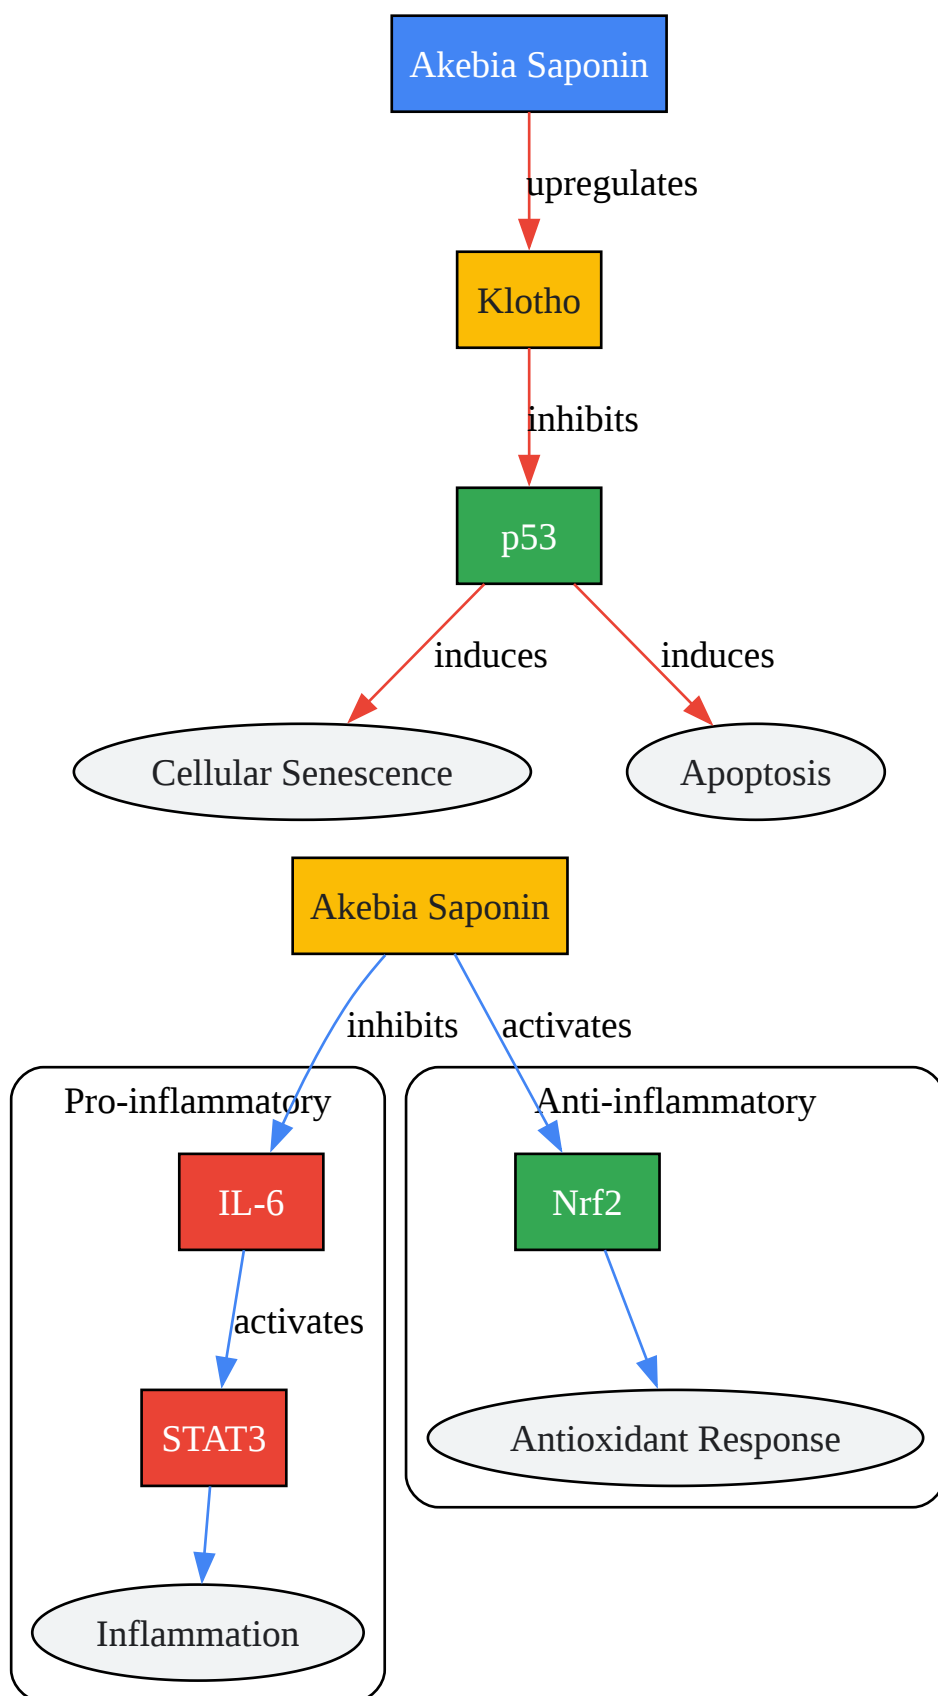 Akebia Saponin
upregulates
Klotho
inhibits
p53
induces
induces
Cellular Senescence
Apoptosis
Akebia Saponin
inhibits
activates
Pro-inflammatory
Anti-inflammatory
IL-6
Nrf2
activates
STAT3
Antioxidant Response
Inflammation